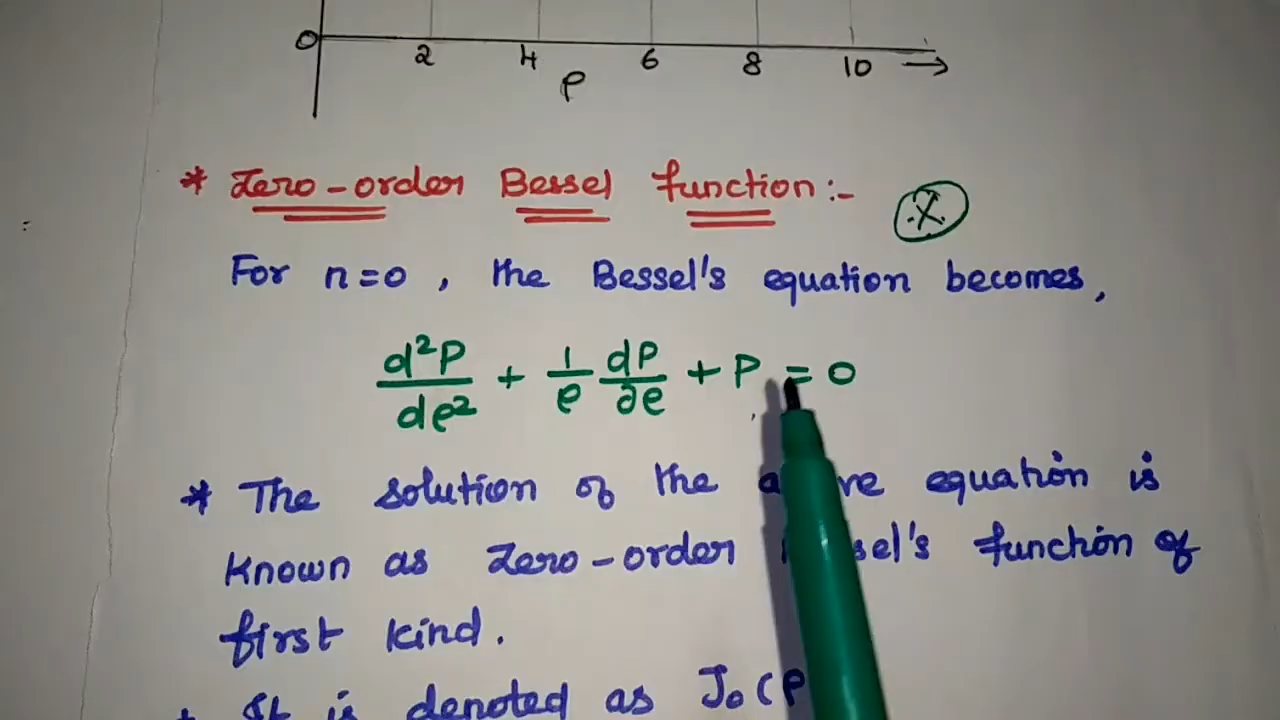 0 2 4 6 8 10 →
ρ
* Zero-order Bessel function :-
X
For n=0 , the Bessel's equation becomes,
d²P/dρ² + 1/ρ dP/∂ρ + P = 0
* The solution of the equation is
known as Zero-order function of
first kind.
It is denoted as J₀(ρ